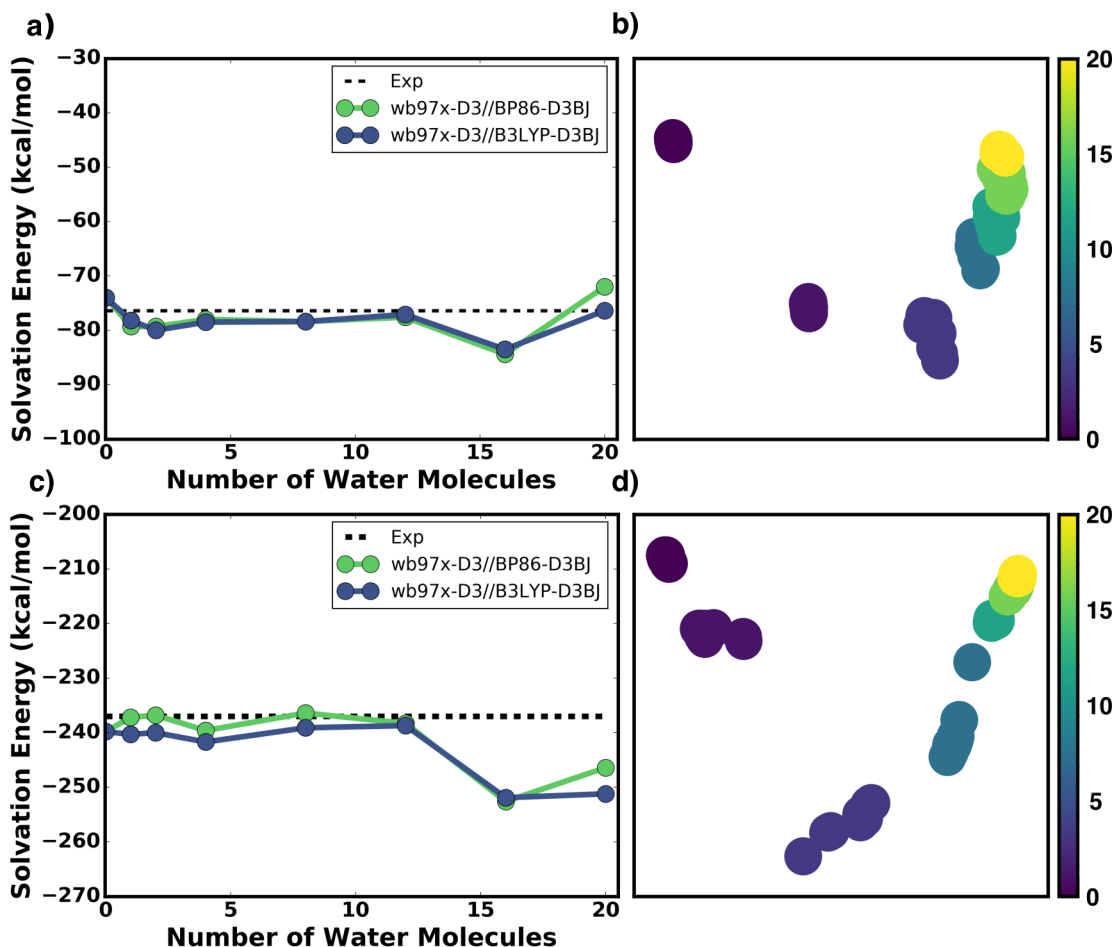 a)
b)
Solvation Energy (kcal/mol)
−30
−40
−50
−60
−70
−80
−90
−100
Exp
wb97x-D3//BP86-D3BJ
wb97x-D3//B3LYP-D3BJ
0
5
10
15
20
Number of Water Molecules
20
15
10
5
0
c)
d)
Solvation Energy (kcal/mol)
−200
−210
−220
−230
−240
−250
−260
−270
Exp
wb97x-D3//BP86-D3BJ
wb97x-D3//B3LYP-D3BJ
0
5
10
15
20
Number of Water Molecules
20
15
10
5
0